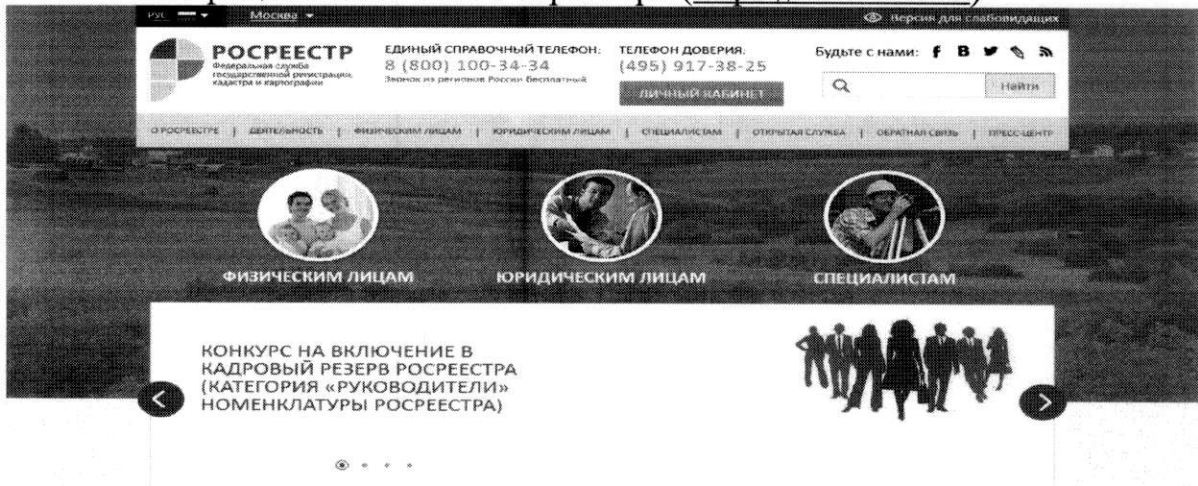 РУС
Москва
Версия для слабовидящих
РОСРЕЕСТР
Федеральная служба
государственной регистрации,
кадастра и картографии
ЕДИНЫЙ СПРАВОЧНЫЙ ТЕЛЕФОН:
8 (800) 100-34-34
Звонок из регионов России бесплатный
ТЕЛЕФОН ДОВЕРИЯ:
(495) 917-38-25
ЛИЧНЫЙ КАБИНЕТ
Будьте с нами:
Найти
О РОСРЕЕСТРЕ | ДЕЯТЕЛЬНОСТЬ | ФИЗИЧЕСКИМ ЛИЦАМ | ЮРИДИЧЕСКИМ ЛИЦАМ | СПЕЦИАЛИСТАМ | ОТКРЫТАЯ СЛУЖБА | ОБРАТНАЯ СВЯЗЬ | ПРЕСС-ЦЕНТР
ФИЗИЧЕСКИМ ЛИЦАМ
ЮРИДИЧЕСКИМ ЛИЦАМ
СПЕЦИАЛИСТАМ
КОНКУРС НА ВКЛЮЧЕНИЕ В
КАДРОВЫЙ РЕЗЕРВ РОСРЕЕСТРА
(КАТЕГОРИЯ «РУКОВОДИТЕЛИ»
НОМЕНКЛАТУРЫ РОСРЕЕСТРА)